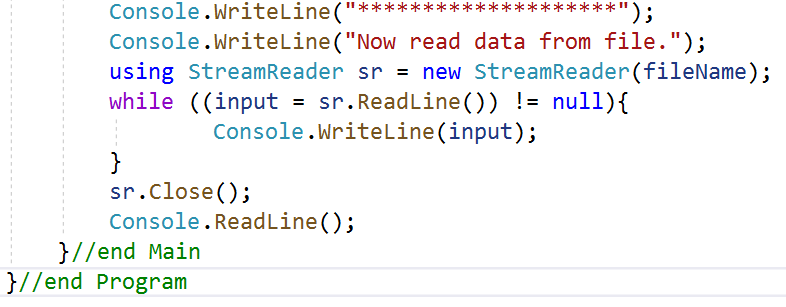 Console.WriteLine("********************");
Console.WriteLine("Now read data from file.");
using StreamReader sr = new StreamReader(fileName);
while ((input = sr.ReadLine()) != null){
Console.WriteLine(input);
}
sr.Close();
Console.ReadLine();
}//end Main
}//end Program